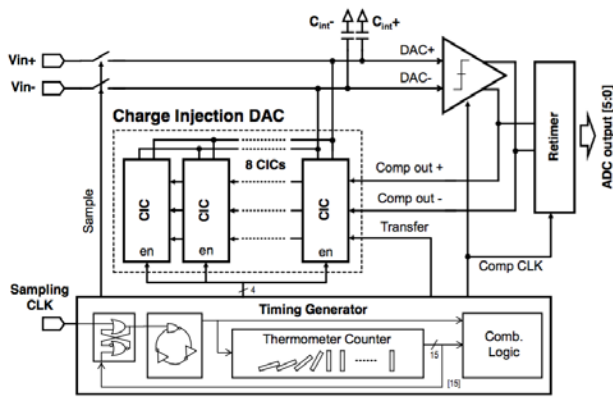 Cint- Cint+
Vin+
DAC+
Vin-
DAC-
Charge Injection DAC
8 CICs
CIC
CIC
CIC
en
en
en
Comp out +
Comp out -
Transfer
Retimer
ADC output [5:0]
Sample
Comp CLK
4
Sampling
CLK
Timing Generator
Thermometer Counter
15
[15]
Comb.
Logic